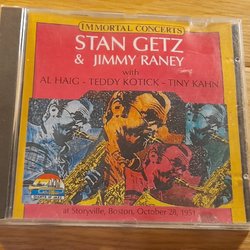 IMMORTAL CONCERTS
STAN GETZ
& JIMMY RANEY
with
AL HAIG - TEDDY KOTICK - TINY KAHN
at Storyville, Boston, October 28, 1951